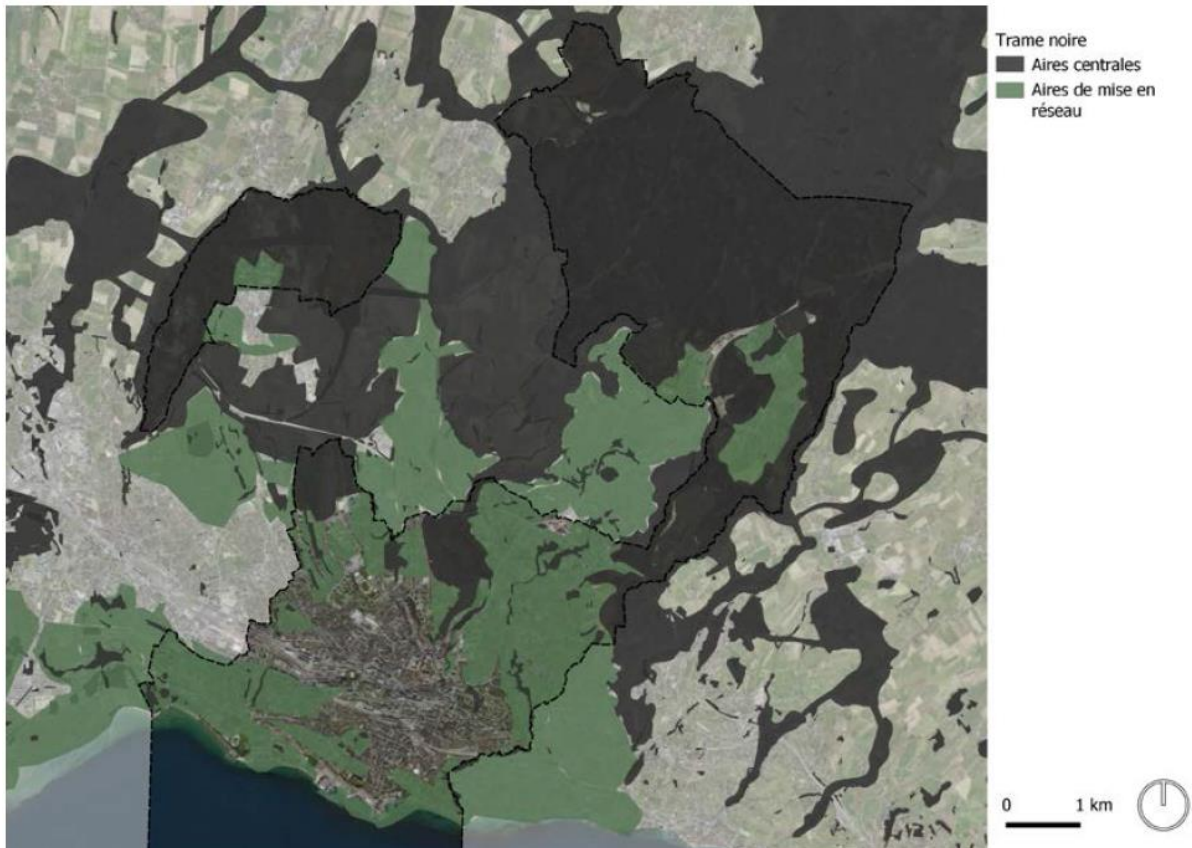 Trame noire
Aires centrales
Aires de mise en
réseau
0 1 km